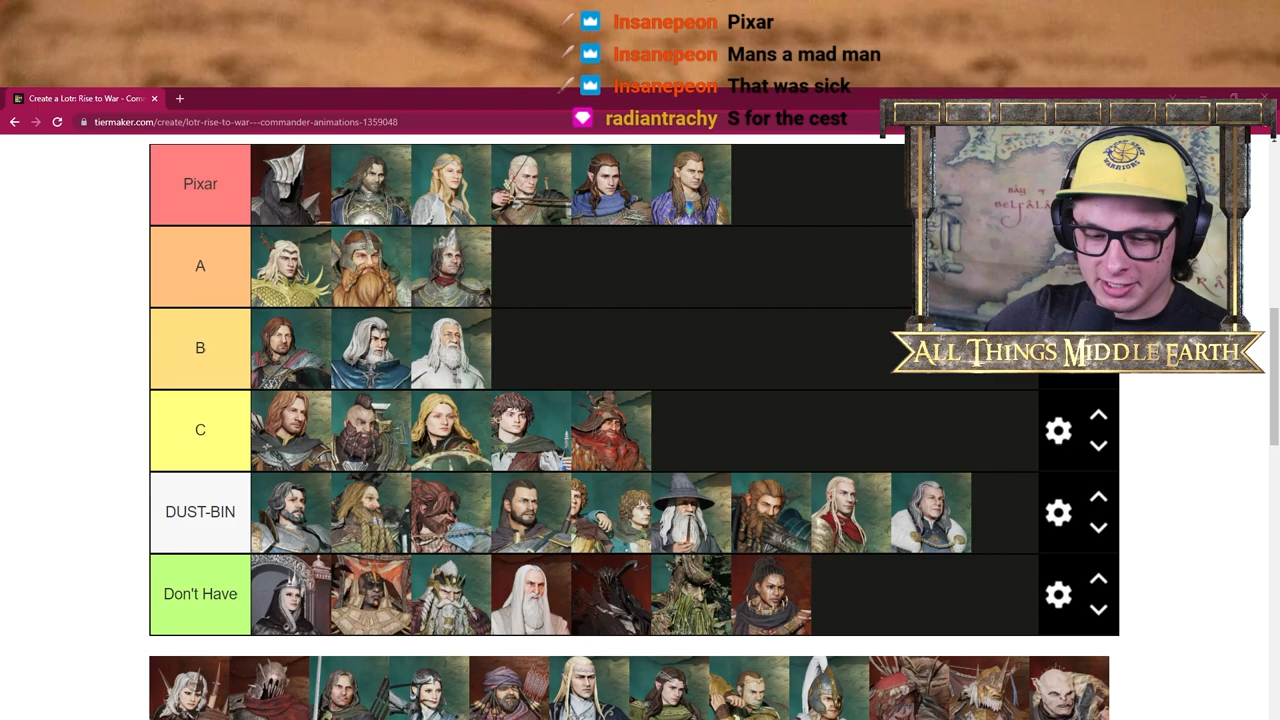 Insanepeon Pixar
Insanepeon Mans a mad man
Insanepeon That was sick
radiantrachy S for the cest
Create a Lotr: Rise to War - Com
tiermaker.com/create/lotr-rise-to-war---commander-animations-1359048
Pixar
A
B
C
DUST-BIN
Don't Have
ALL THINGS MIDDLE EARTH